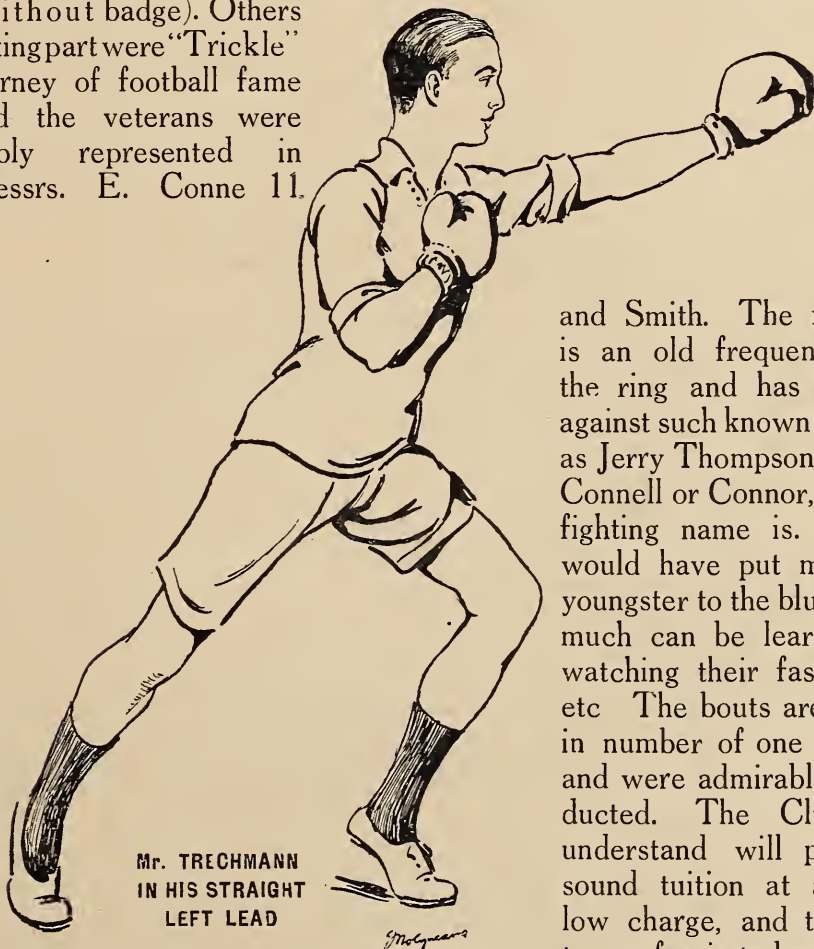 ithout badge). Others
ting part were "Trickle"
rney of football fame
d the veterans were
bly represented in
essrs. E. Conne 11,
and Smith. The
is an old frequen
the ring and has
against such known
as Jerry Thompson
Connell or Connor,
fighting name is.
would have put m
youngster to the blu
much can be lear
watching their fas
etc The bouts are
in number of one
and were admirabl
ducted. The Cl
understand will p
sound tuition at a
low charge, and t
Mr. TRECHMANN
IN HIS STRAIGHT
LEFT LEAD